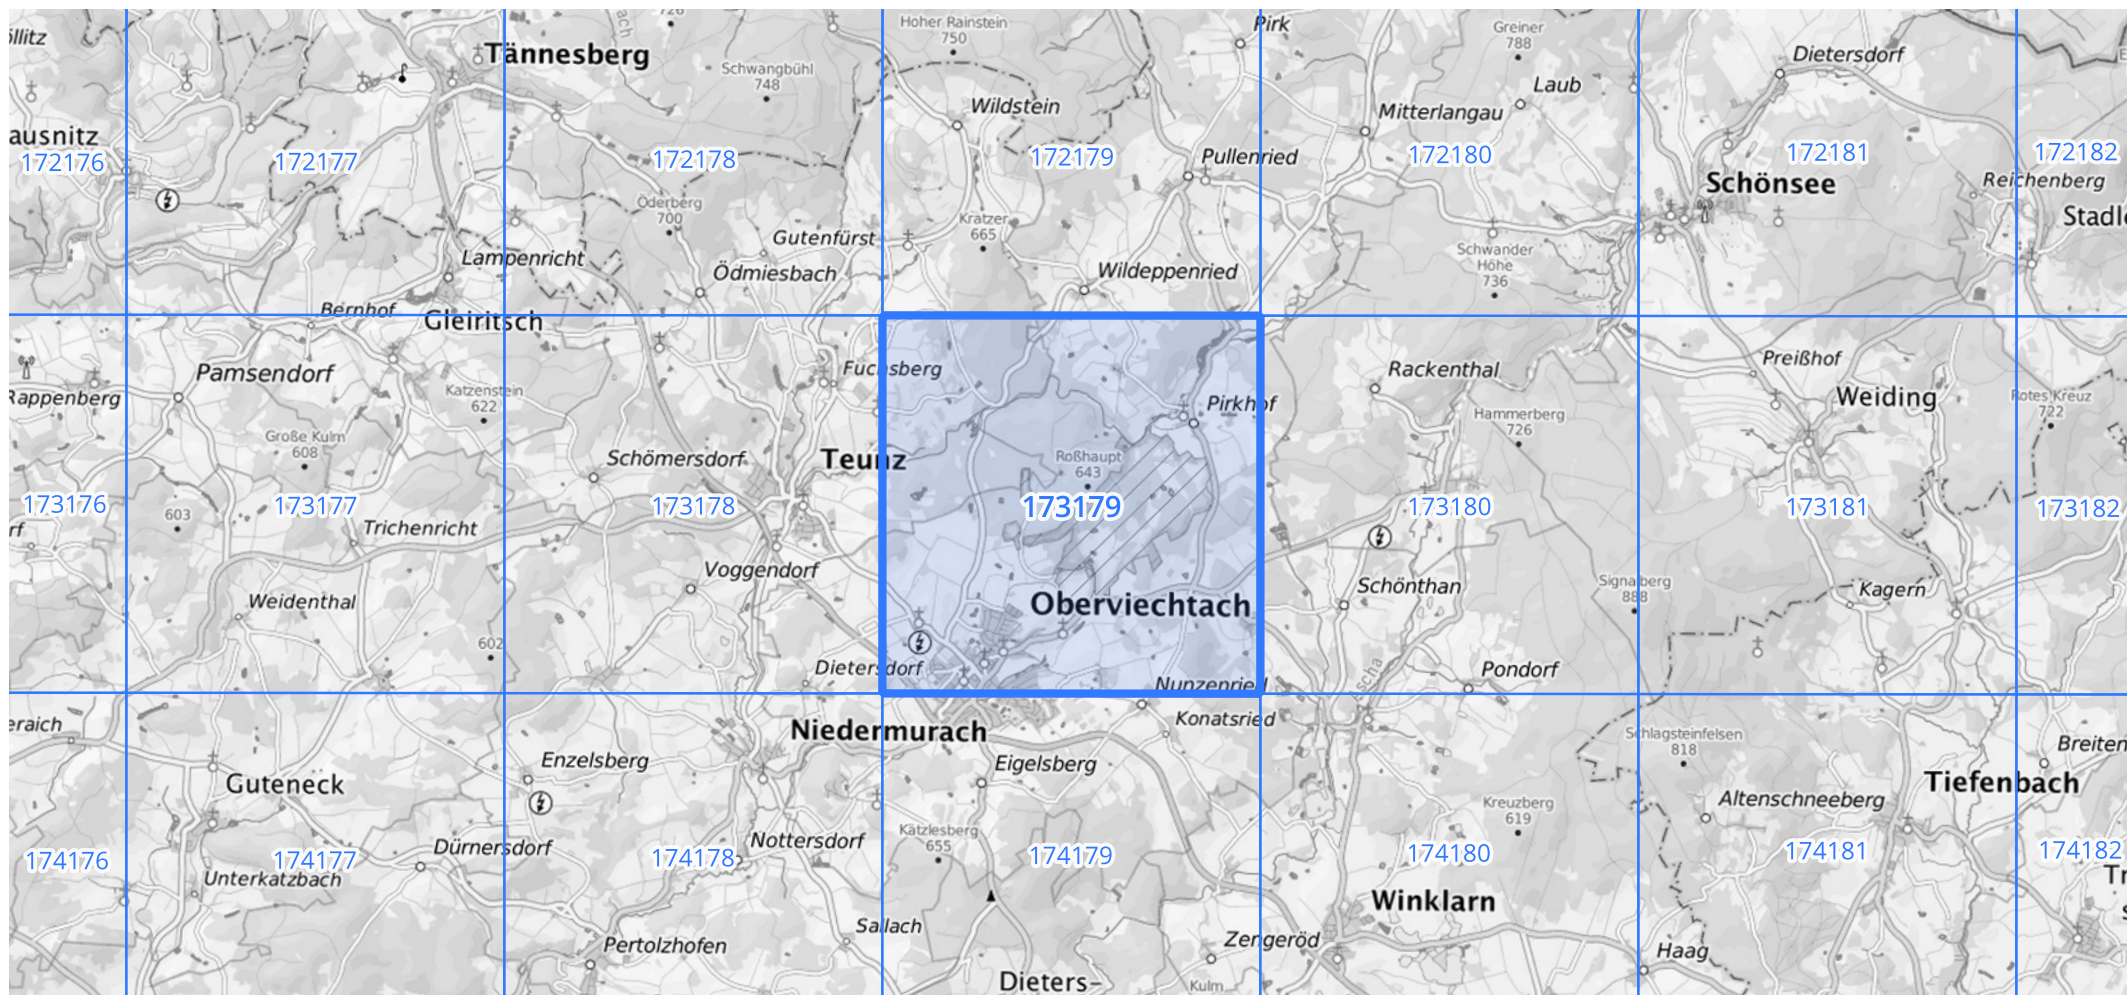 Hoher Rainstein
750
Pirk
Greiner
788
Dietersdorf
Tännesberg
Schwangbühl
748
Laub
Wildstein
Mitterlangau
ausnitz
172176
172177
172178
172179
Pullenried
172180
172181
172182
Schönsee
Reichenberg
Öderberg
700
Kratzer
665
Gutenfürst
Schwander
Höhe
736
Lampenricht
Ödmiesbach
Wildeppenried
Bernhof
Gleiritsch
Fuchsberg
Rackenthal
Preißhof
Pamsendorf
Katzenstein
622
Rappenberg
Pirkhof
Weiding
Rotes Kreuz
722
Hammerberg
726
Große Kulm
608
Schömersdorf
Teunz
Roßhaupt
643
173176
603
173177
173178
173179
173180
173181
173182
rf
Trichenricht
Voggendorf
Schönthan
Signalberg
888
Kagern
Weidenthal
Oberviechtach
602
Dietersdorf
Ascha
Pondorf
Nunzenried
eraich
Niedermurach
Konatsried
Schlagsteinfelsen
818
Breiten
Enzelsberg
Eigelsberg
Guteneck
Tiefenbach
Altenschneeberg
Kreuzberg
619
Kätzlesberg
655
Nottersdorf
Dürnersdorf
174176
174177
174178
174179
174180
174181
174182
Unterkatzbach
Tr
Winklarn
Sallach
Zengeröd
Pertolzhofen
Haag
Dieters-
Kulm